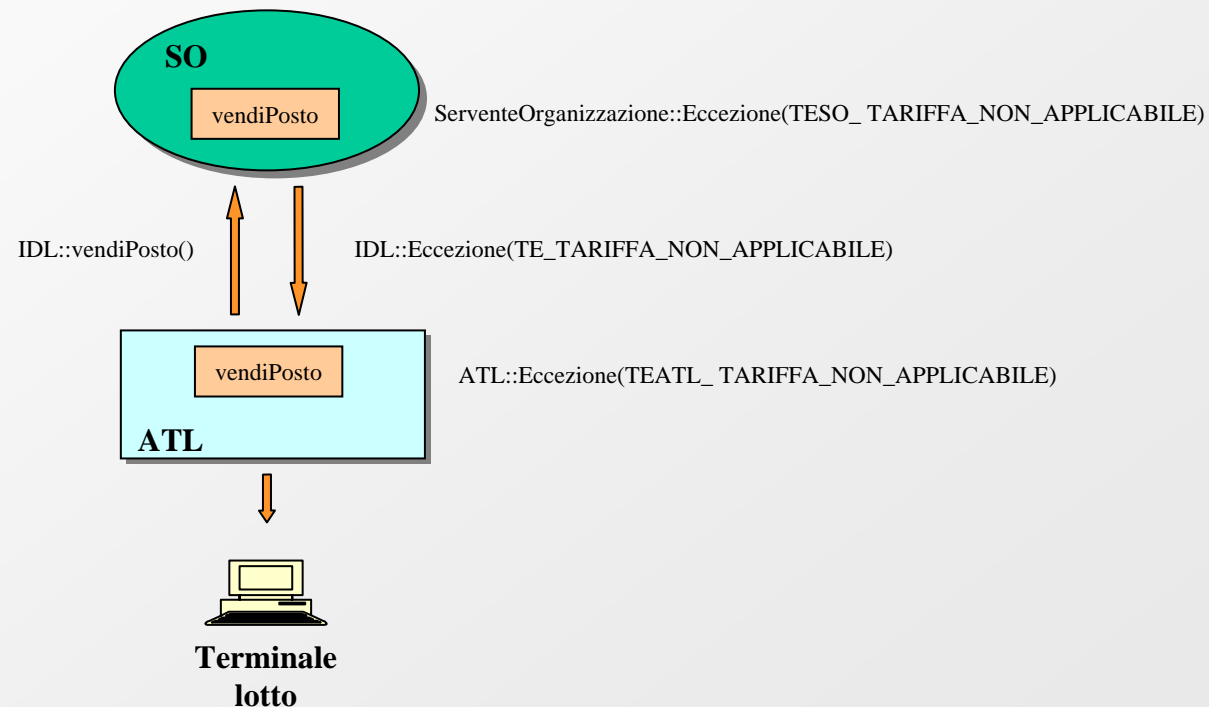 SO
vendiPosto
ServenteOrganizzazione::Eccezione(TESO_ TARIFFA_NON_APPLICABILE)
IDL::vendiPosto()
IDL::Eccezione(TE_TARIFFA_NON_APPLICABILE)
vendiPosto
ATL::Eccezione(TEATL_ TARIFFA_NON_APPLICABILE)
ATL
Terminale
lotto